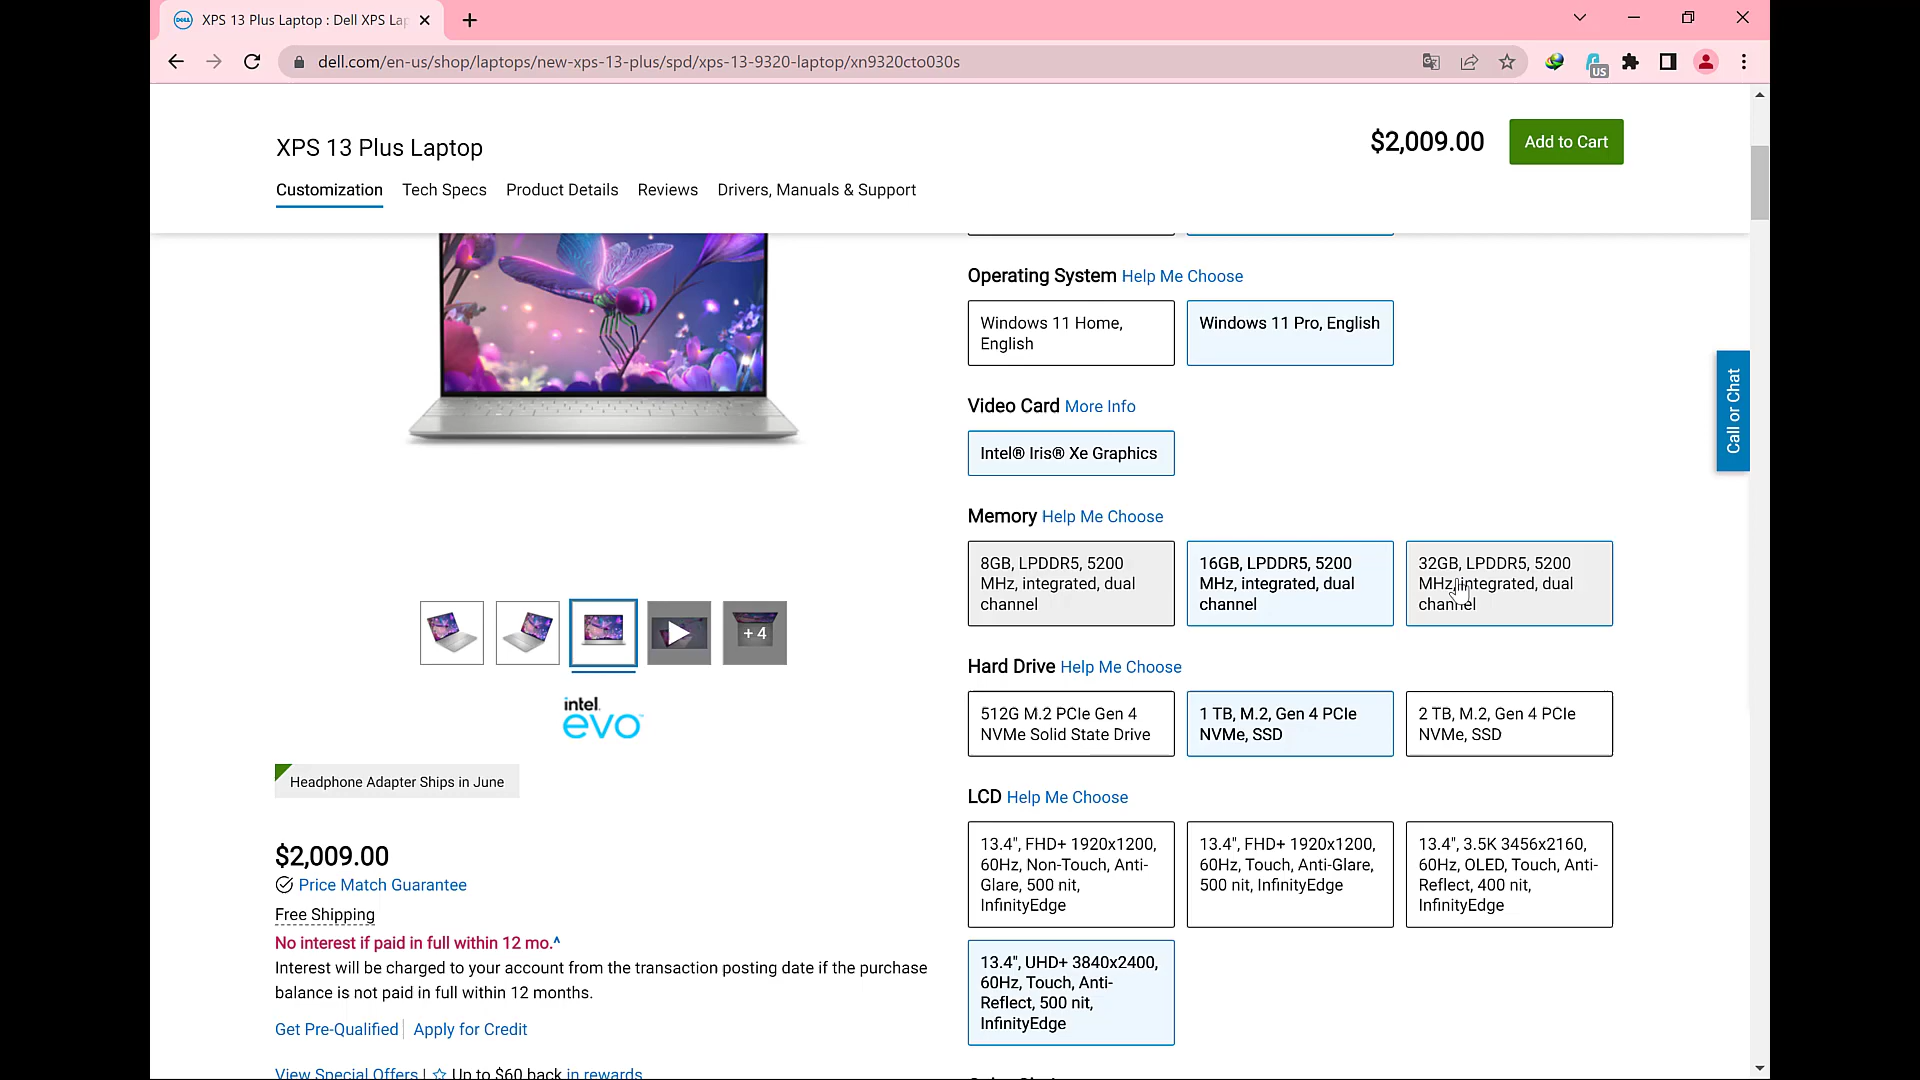 DELL
XPS 13 Plus Laptop : Dell XPS Lap
dell.com/en-us/shop/laptops/new-xps-13-plus/spd/xps-13-9320-laptop/xn9320cto030s
US
XPS 13 Plus Laptop
$2,009.00
Add to Cart
Customization
Tech Specs
Product Details
Reviews
Drivers, Manuals & Support
Operating System Help Me Choose
Windows 11 Home,
English
Windows 11 Pro, English
Video Card More Info
Intel® Iris® Xe Graphics
Memory Help Me Choose
8GB, LPDDR5, 5200
MHz, integrated, dual
channel
16GB, LPDDR5, 5200
MHz, integrated, dual
channel
32GB, LPDDR5, 5200
MHz, integrated, dual
channel
Hard Drive Help Me Choose
512G M.2 PCIe Gen 4
NVMe Solid State Drive
1 TB, M.2, Gen 4 PCIe
NVMe, SSD
2 TB, M.2, Gen 4 PCIe
NVMe, SSD
LCD Help Me Choose
13.4", FHD+ 1920x1200,
60Hz, Non-Touch, Anti-
Glare, 500 nit,
InfinityEdge
13.4", FHD+ 1920x1200,
60Hz, Touch, Anti-Glare,
500 nit, InfinityEdge
13.4", 3.5K 3456x2160,
60Hz, OLED, Touch, Anti-
Reflect, 400 nit,
InfinityEdge
13.4", UHD+ 3840x2400,
60Hz, Touch, Anti-
Reflect, 500 nit,
InfinityEdge
Call or Chat
+ 4
intel
evo
Headphone Adapter Ships in June
$2,009.00
Price Match Guarantee
Free Shipping
No interest if paid in full within 12 mo.^
Interest will be charged to your account from the transaction posting date if the purchase
balance is not paid in full within 12 months.
Get Pre-Qualified | Apply for Credit
View Special Offers | Up to $60 back in rewards